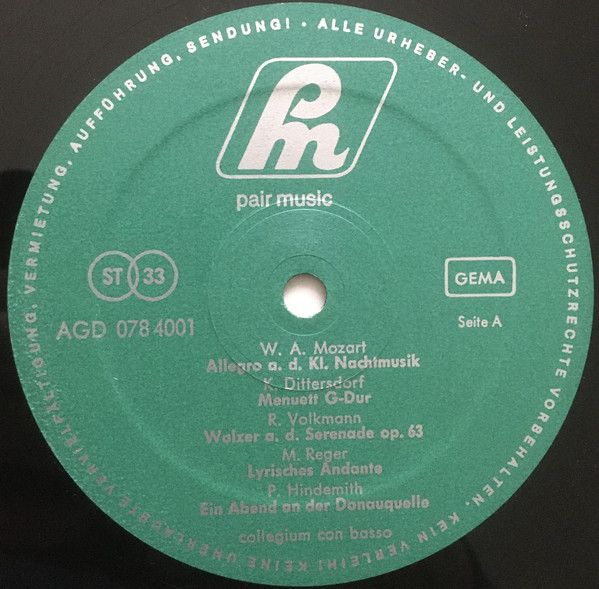 ALLE URHEBER- UND LEISTUNGSSCHUTZRECHTE VORBEHALTEN. KEIN VERLEIH! KEINE UNERLAUBTE VERVIELFÄLTIGUNG, VERMIETUNG, AUFFÜHRUNG, SENDUNG! •
pm
pair music
ST 33
GEMA
AGD 078 4001
Seite A
W. A. Mozart
Allegro a. d. Kl. Nachtmusik
K. Dittersdorf
Menuett G-Dur
R. Volkmann
Walzer a. d. Serenade op. 63
M. Reger
Lyrisches Andante
P. Hindemith
Ein Abend an der Donauquelle
collegium con basso